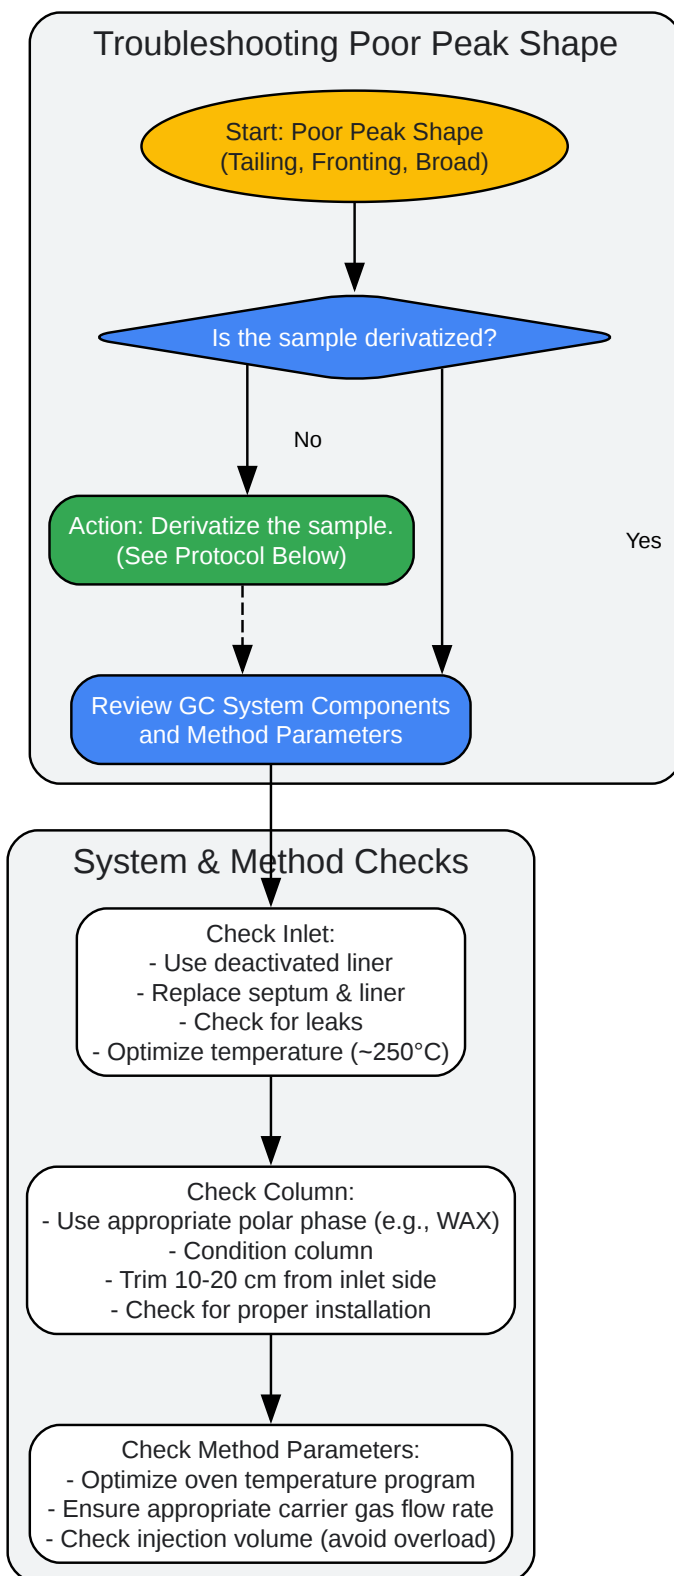 Troubleshooting Poor Peak Shape
Start: Poor Peak Shape
(Tailing, Fronting, Broad)
Is the sample derivatized?
No
Action: Derivatize the sample.
(See Protocol Below)
Yes
Review GC System Components
and Method Parameters
System & Method Checks
Check Inlet:
- Use deactivated liner
- Replace septum & liner
- Check for leaks
- Optimize temperature (~250°C)
Check Column:
- Use appropriate polar phase (e.g., WAX)
- Condition column
- Trim 10-20 cm from inlet side
- Check for proper installation
Check Method Parameters:
- Optimize oven temperature program
- Ensure appropriate carrier gas flow rate
- Check injection volume (avoid overload)